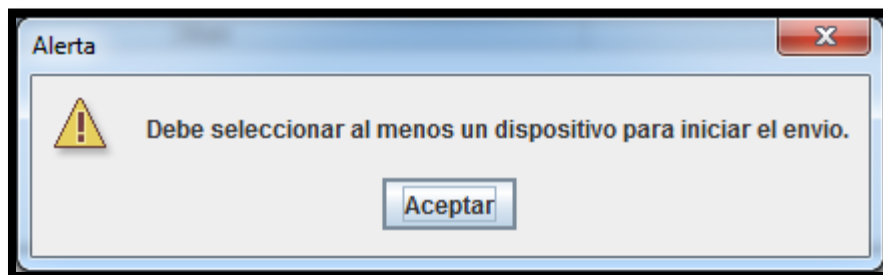 Alerta
Debe seleccionar al menos un dispositivo para iniciar el envio.
Aceptar